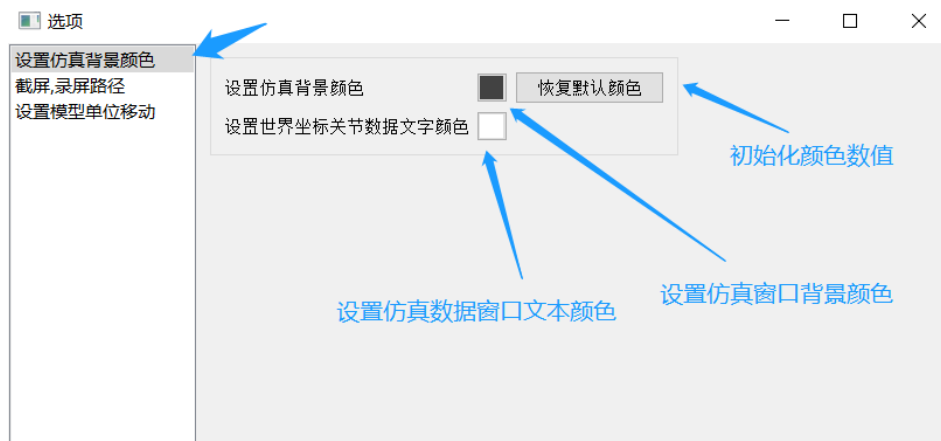 选项
设置仿真背景颜色
截屏,录屏路径
设置模型单位移动
设置仿真背景颜色
恢复默认颜色
设置世界坐标关节数据文字颜色
初始化颜色数值
设置仿真窗口背景颜色
设置仿真数据窗口文本颜色